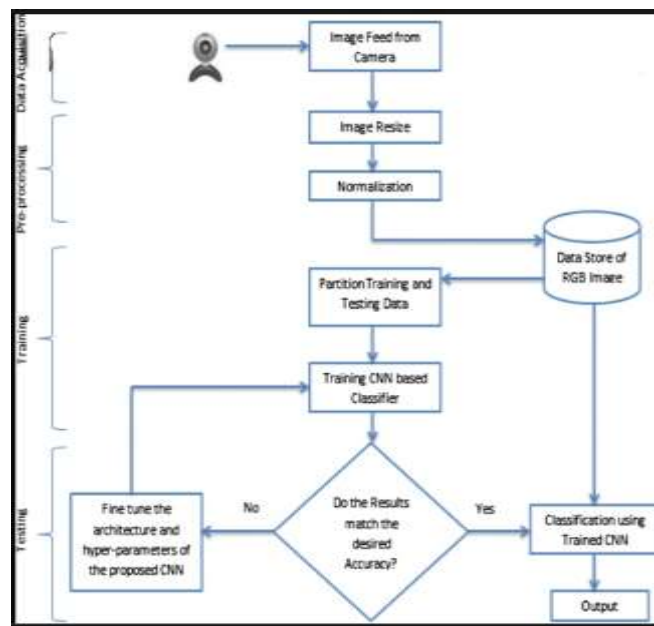 Data Acquisition
Image Feed from
Camera
Pre-processing
Image Resize
Normalization
Data Store of
RGB Image
Training
Partition Training and
Testing Data
Training CNN based
Classifier
Testing
Fine tune the
architecture and
hyper-parameters of
the proposed CNN
No
Do the Results
match the
desired
Accuracy?
Yes
Classification using
Trained CNN
Output